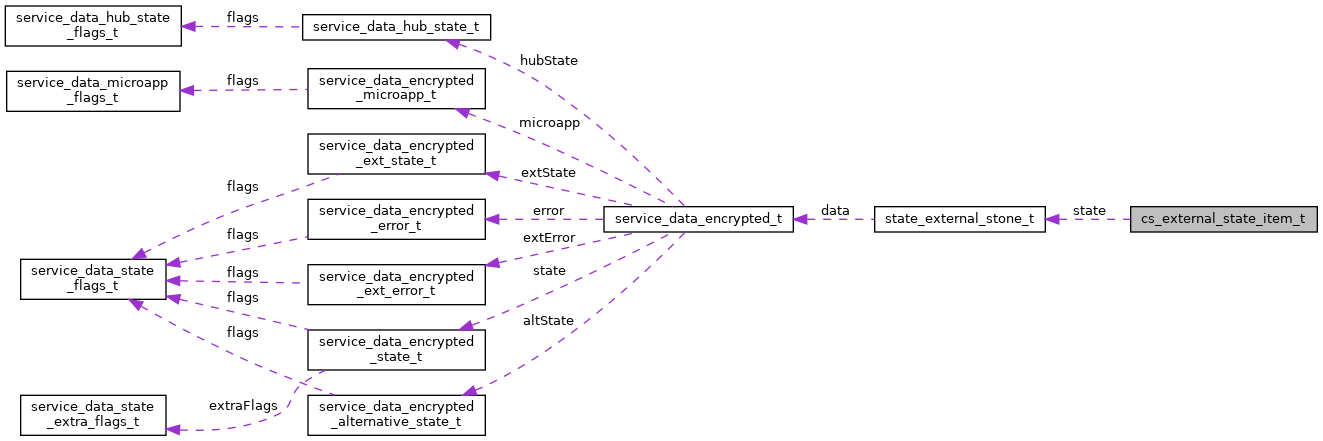 service_data_hub_state
_flags_t
flags
service_data_hub_state_t
hubState
service_data_microapp
_flags_t
flags
service_data_encrypted
_microapp_t
microapp
service_data_encrypted
_ext_state_t
extState
flags
service_data_encrypted
_error_t
error
flags
service_data_encrypted_t
data
state_external_stone_t
state
cs_external_state_item_t
extError
service_data_state
_flags_t
flags
service_data_encrypted
_ext_error_t
state
flags
service_data_encrypted
_state_t
altState
flags
service_data_state
_extra_flags_t
extraFlags
service_data_encrypted
_alternative_state_t